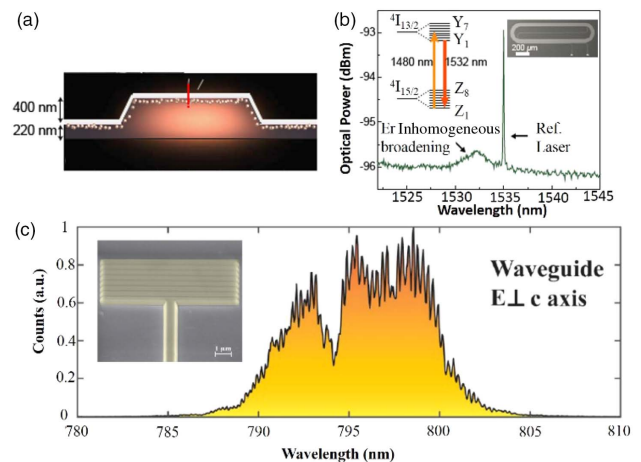 (a)
400 nm
220 nm
(b)
Optical Power (dBm)
-93
-94
-95
-96
⁴I₁₃/₂
Y₇
Y₁
1480 nm
1532 nm
⁴I₁₅/₂
Z₈
Z₁
200 µm
Er Inhomogeneous
broadening
Ref.
Laser
1525
1530
1535
1540
1545
Wavelength (nm)
(c)
Counts (a.u.)
1
0.8
0.6
0.4
0.2
0
1 µm
Waveguide
E⊥ c axis
780
785
790
795
800
805
810
Wavelength (nm)